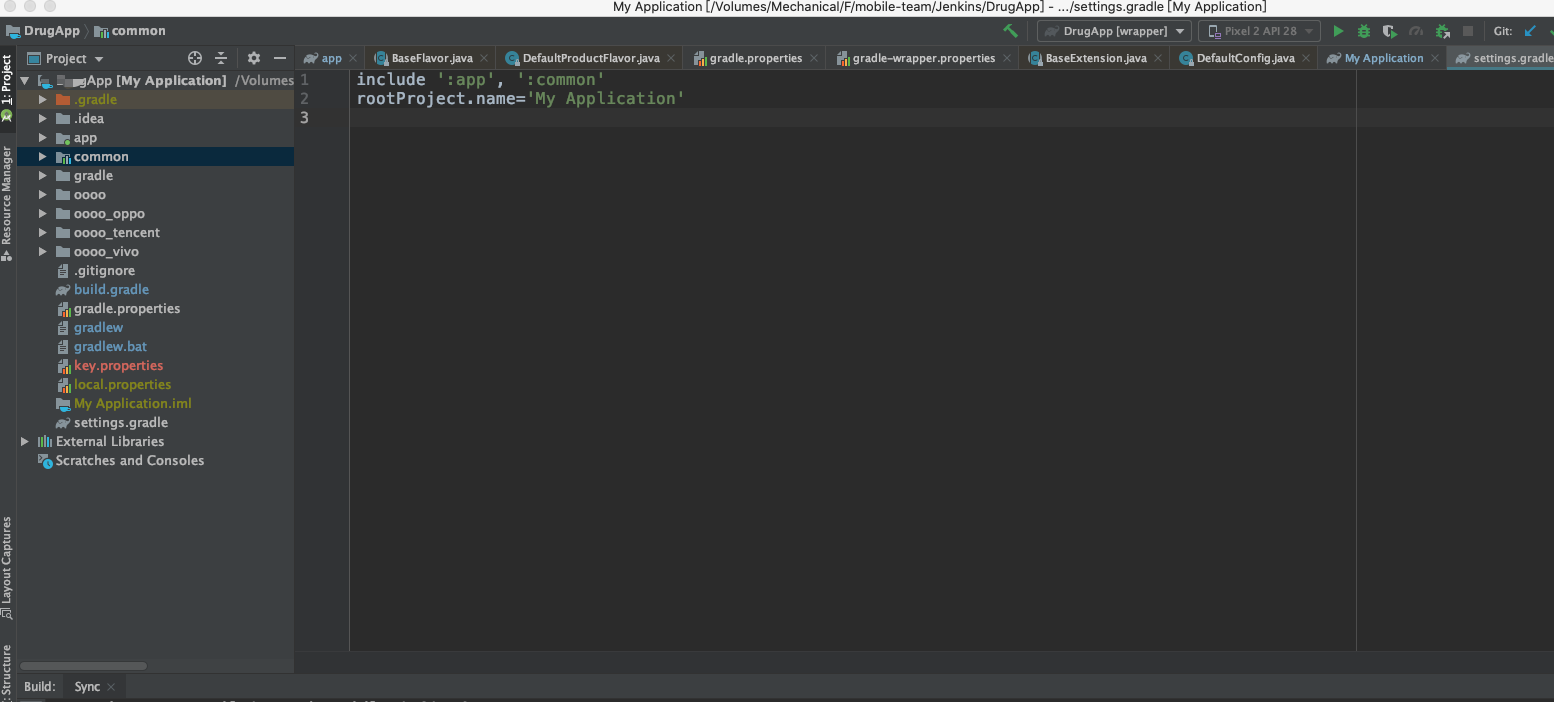 My Application [/Volumes/Mechanical/F/mobile-team/Jenkins/DrugApp] - .../settings.gradle [My Application]
DrugApp common DrugApp [wrapper] Pixel 2 API 28 Git:
Project app BaseFlavor.java DefaultProductFlavor.java gradle.properties gradle-wrapper.properties BaseExtension.java DefaultConfig.java My Application settings.gradle
1: Project
Resource Manager
Layout Captures
Structure
App [My Application] /Volumes
.gradle
.idea
app
common
gradle
oooo
oooo_oppo
oooo_tencent
oooo_vivo
.gitignore
build.gradle
gradle.properties
gradlew
gradlew.bat
key.properties
local.properties
My Application.iml
settings.gradle
External Libraries
Scratches and Consoles
1 include ':app', ':common'
2 rootProject.name='My Application'
3
Build: Sync